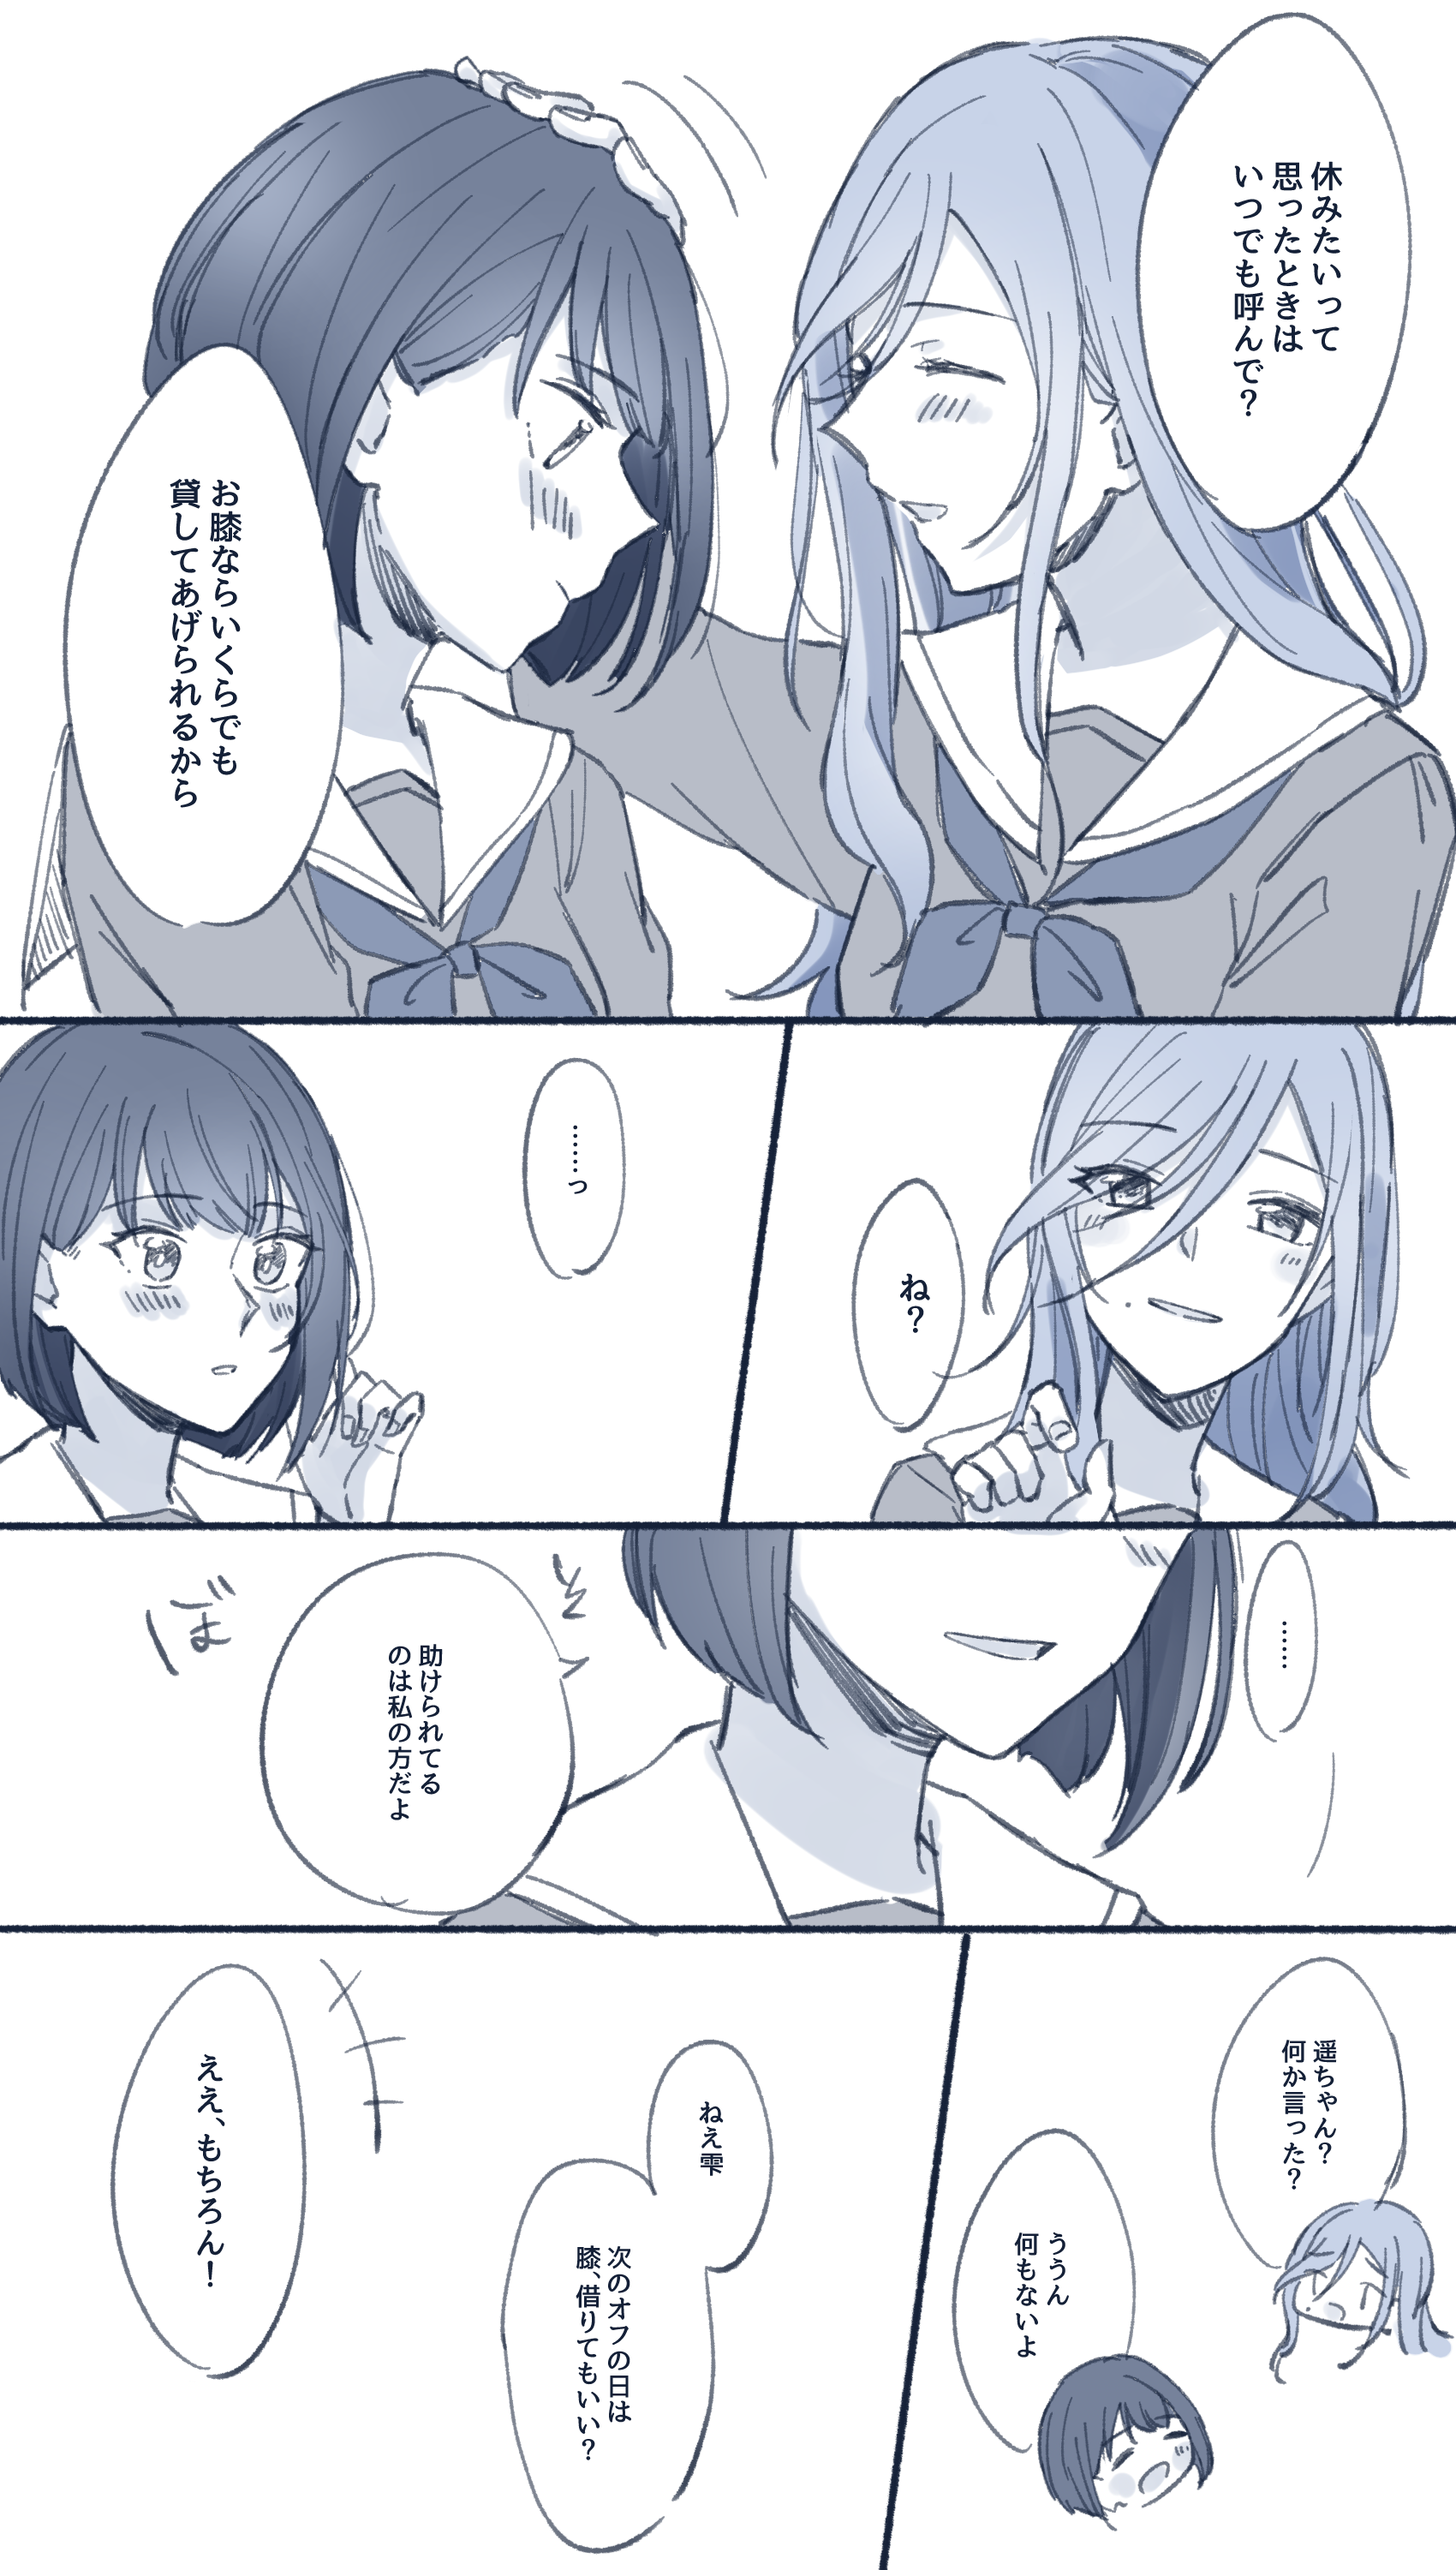 休みたいって
思ったときは
いつでも呼んで？
お膝ならいくらでも
貸してあげられるから
ね？
……っ
……
助けられてる
のは私の方だよ
ぼそ
遥ちゃん？
何か言った？
ううん
何もないよ
ねえ雫
次のオフの日は
膝、借りてもいい？
ええ、もちろん！